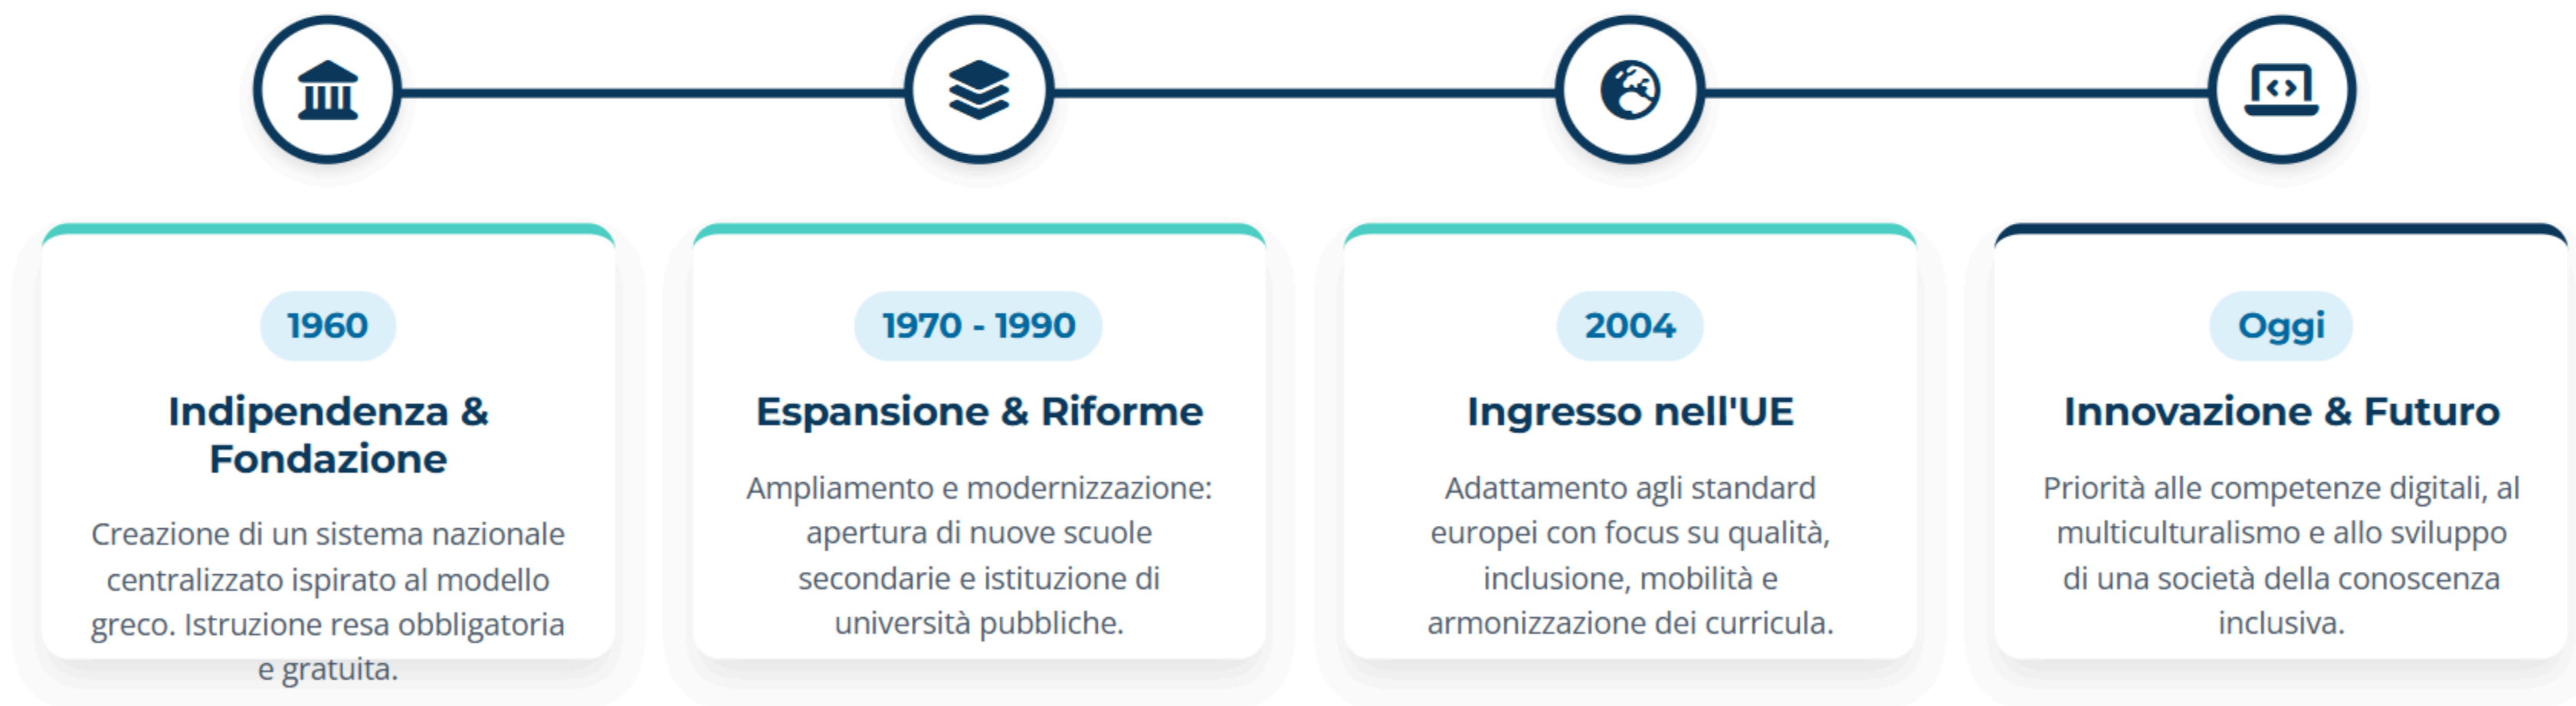 1960
Indipendenza &
Fondazione
Creazione di un sistema nazionale
centralizzato ispirato al modello
greco. Istruzione resa obbligatoria
e gratuita.
1970 - 1990
Espansione & Riforme
Ampliamento e modernizzazione:
apertura di nuove scuole
secondarie e istituzione di
università pubbliche.
2004
Ingresso nell'UE
Adattamento agli standard
europei con focus su qualità,
inclusione, mobilità e
armonizzazione dei curricula.
Oggi
Innovazione & Futuro
Priorità alle competenze digitali, al
multiculturalismo e allo sviluppo
di una società della conoscenza
inclusiva.